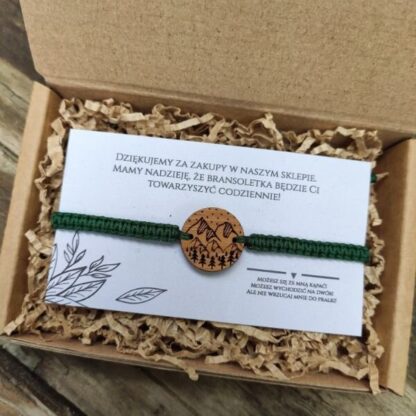 Dziękujemy za zakupy w naszym sklepie.
Mamy nadzieję, że bransoletka będzie Ci
towarzyszyć codziennie!
Możesz się ze mną kąpać!
Możesz wychodzić na dwór!
Ale nie wrzucaj mnie do pralki!